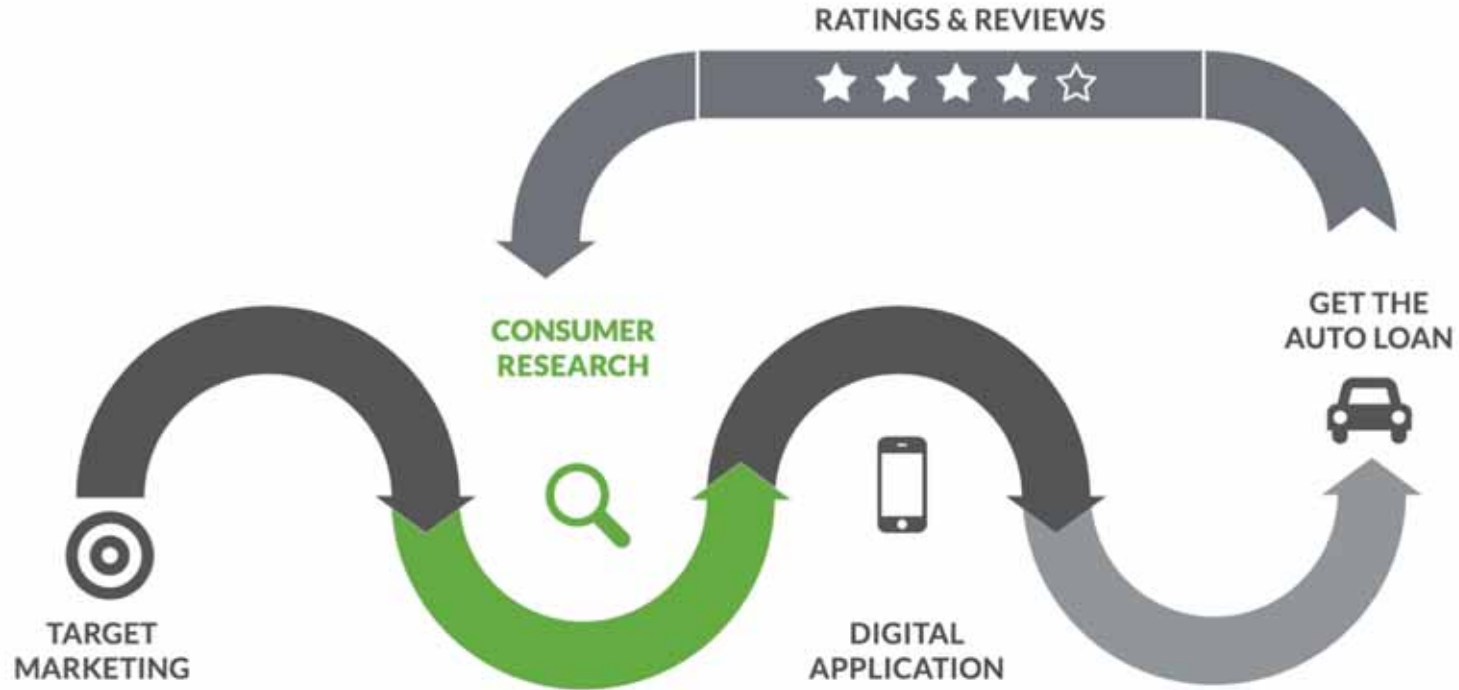 RATINGS & REVIEWS
CONSUMER
RESEARCH
GET THE
AUTO LOAN
TARGET
MARKETING
DIGITAL
APPLICATION